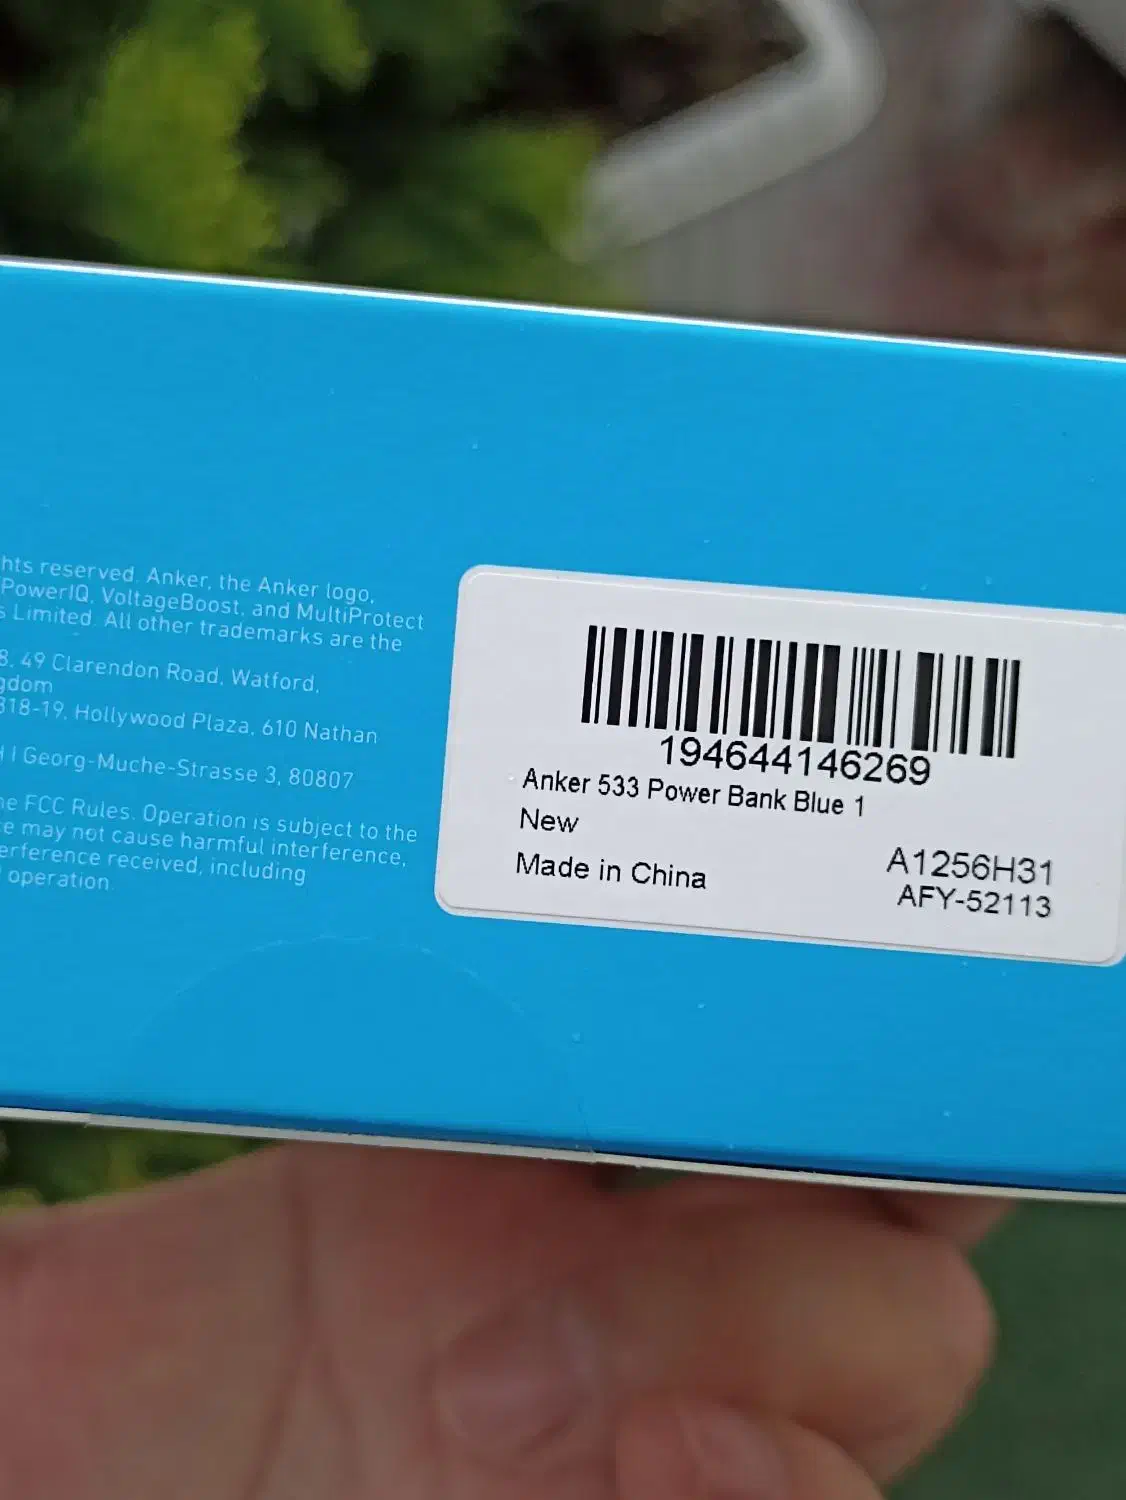 hts reserved. Anker, the Anker logo,
PowerIQ, VoltageBoost, and MultiProtect
s Limited. All other trademarks are the
8, 49 Clarendon Road, Watford,
gdom
318-19, Hollywood Plaza, 610 Nathan
H | Georg-Muche-Strasse 3, 80807
he FCC Rules. Operation is subject to the
ce may not cause harmful interference,
erference received, including
operation.
194644146269
Anker 533 Power Bank Blue 1
New
Made in China
A1256H31
AFY-52113